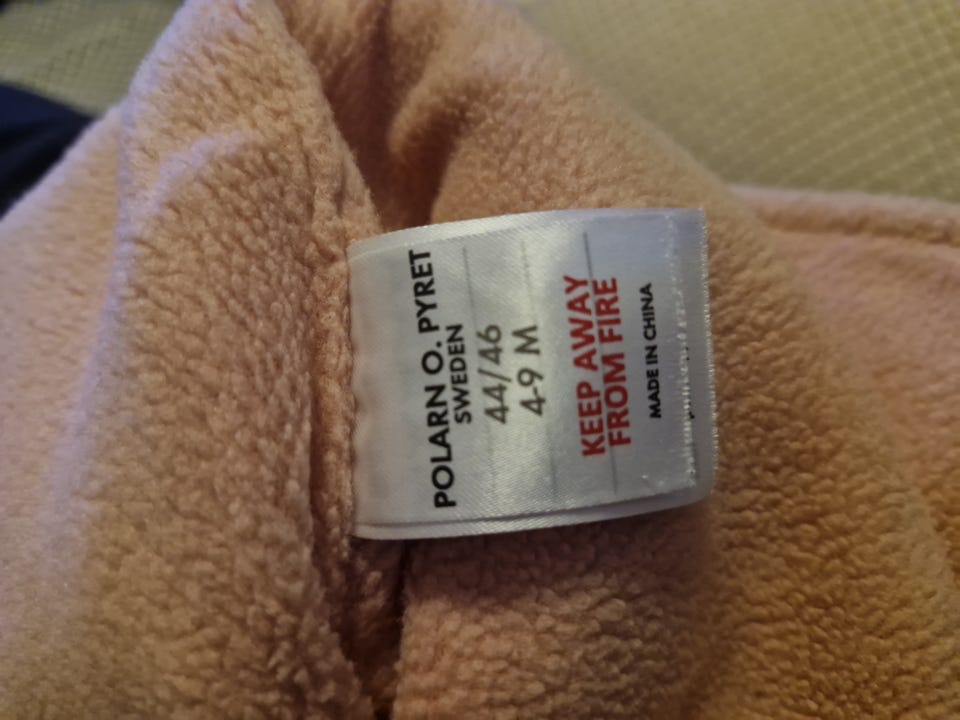 POLARN O. PYRET
SWEDEN
44/46
4-9 M
KEEP AWAY
FROM FIRE
MADE IN CHINA